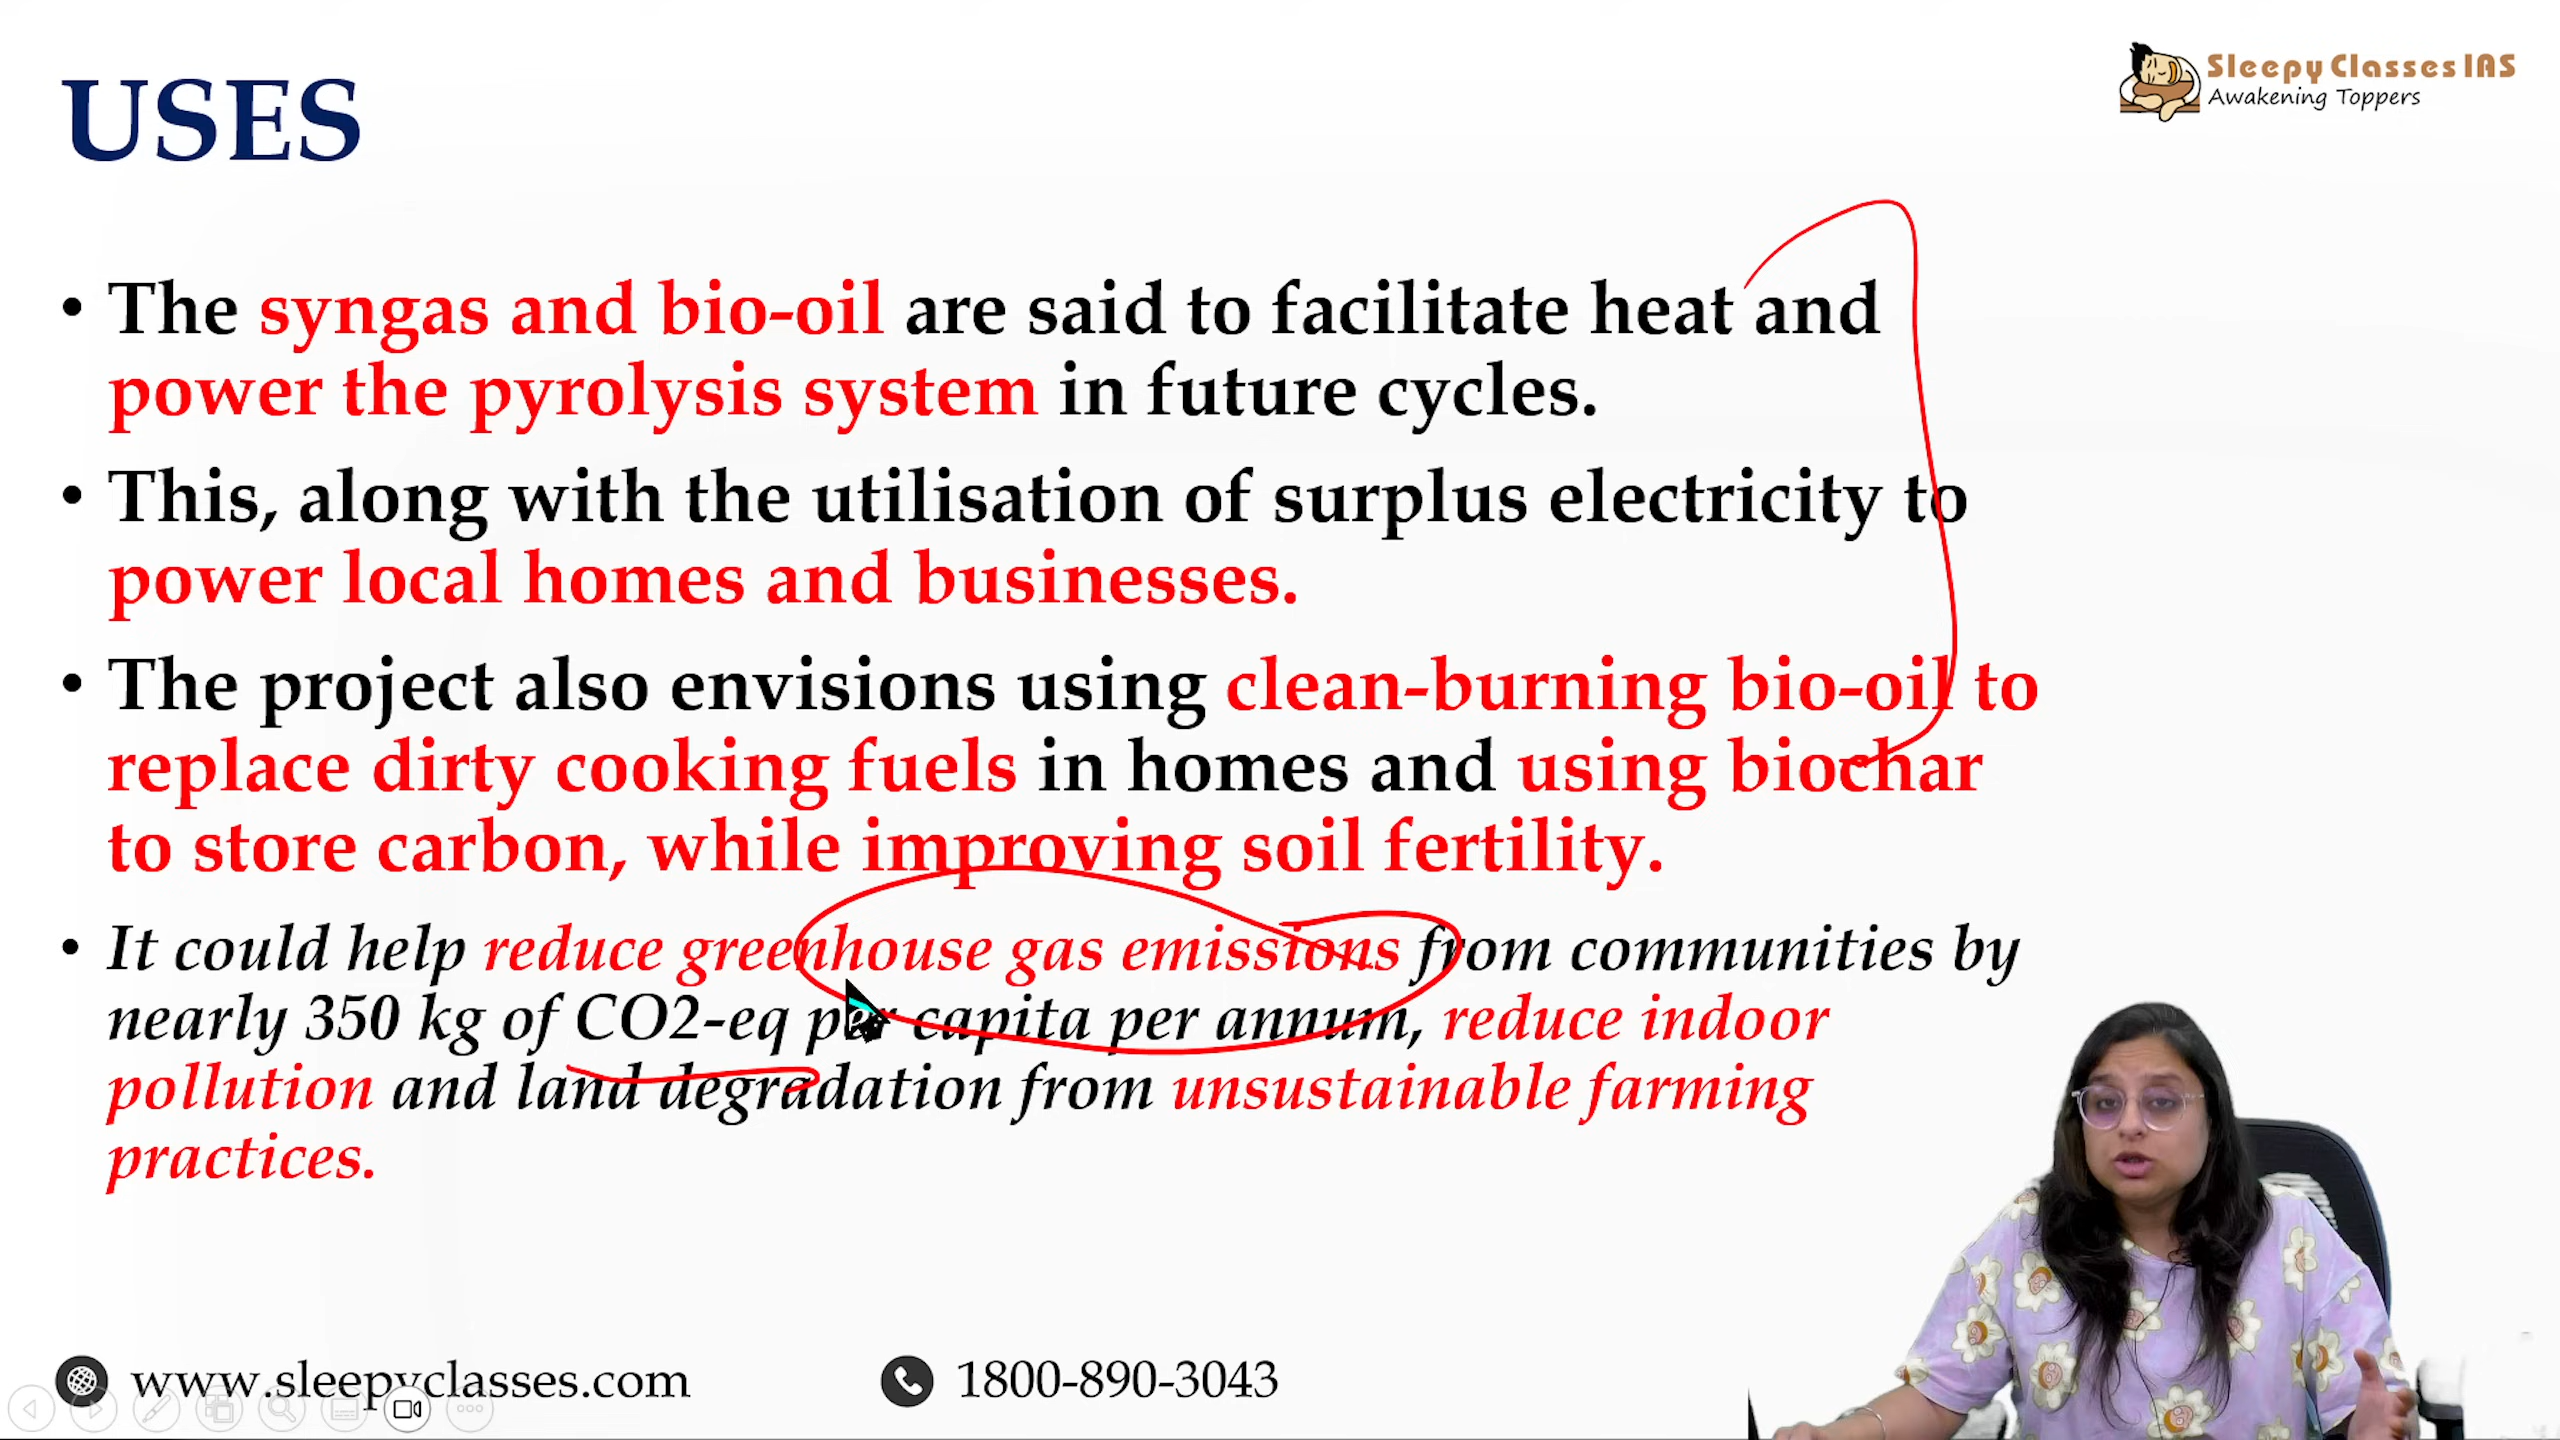 USES
Sleepy Classes IAS
Awakening Toppers
• The syngas and bio-oil are said to facilitate heat and
power the pyrolysis system in future cycles.
• This, along with the utilisation of surplus electricity to
power local homes and businesses.
• The project also envisions using clean-burning bio-oil to
replace dirty cooking fuels in homes and using biochar
to store carbon, while improving soil fertility.
• It could help reduce greenhouse gas emissions from communities by
nearly 350 kg of CO2-eq per capita per annum, reduce indoor
pollution and land degradation from unsustainable farming
practices.
www.sleepyclasses.com
1800-890-3043